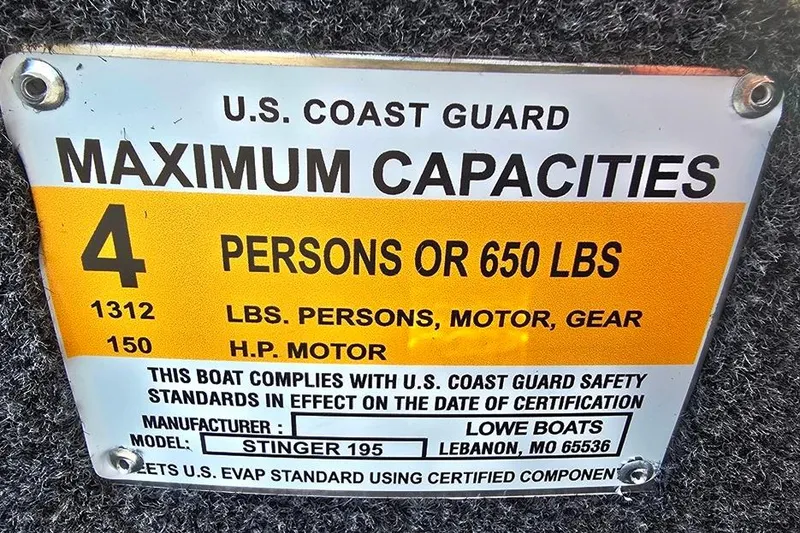 U.S. COAST GUARD
MAXIMUM CAPACITIES
4 PERSONS OR 650 LBS
1312 LBS. PERSONS, MOTOR, GEAR
150 H.P. MOTOR
THIS BOAT COMPLIES WITH U.S. COAST GUARD SAFETY
STANDARDS IN EFFECT ON THE DATE OF CERTIFICATION
MANUFACTURER : LOWE BOATS
MODEL: STINGER 195 LEBANON, MO 65536
U.S. EVAP STANDARD USING CERTIFIED